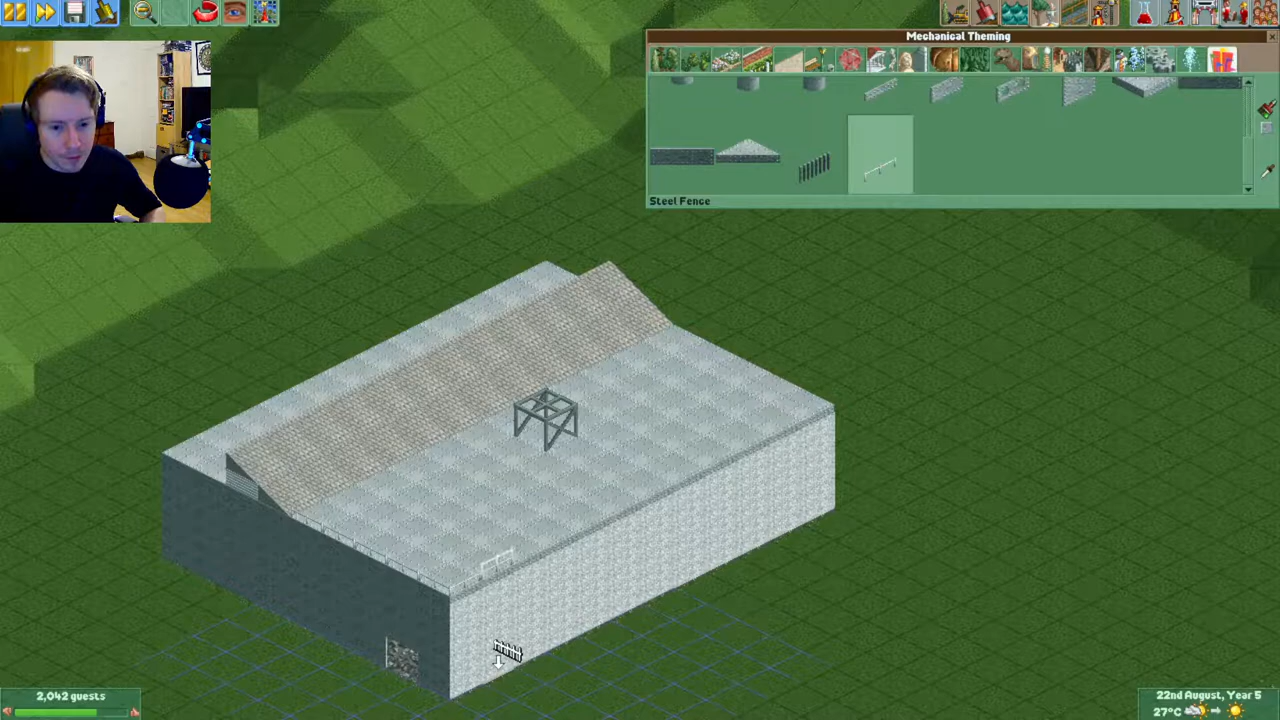 Mechanical Theming
Steel Fence
2,042 guests
22nd August, Year 5
27°C